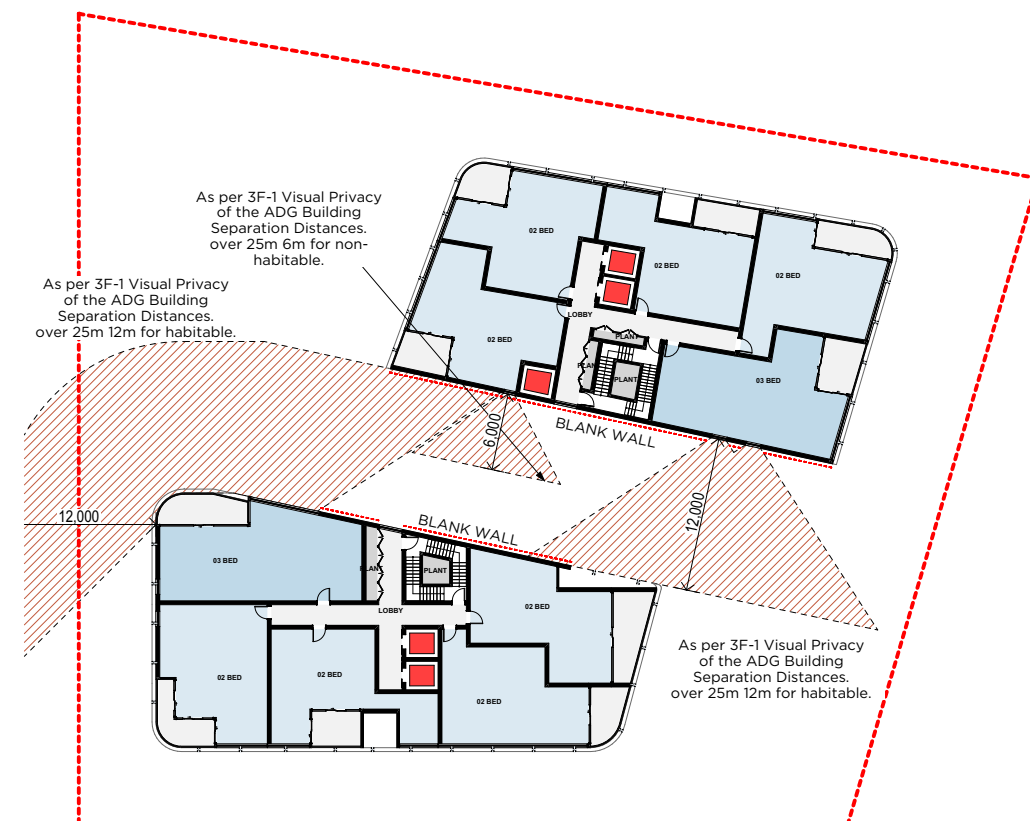 As per 3F-1 Visual Privacy
of the ADG Building
Separation Distances.
over 25m 6m for non-
habitable.
As per 3F-1 Visual Privacy
of the ADG Building
Separation Distances.
over 25m 12m for habitable.
02 BED
02 BED
02 BED
LOBBY
PLANT
02 BED
PLANT
PLANT
03 BED
BLANK WALL
6,000
12,000
12,000
BLANK WALL
03 BED
PLANT
PLANT
LOBBY
02 BED
02 BED
02 BED
02 BED
As per 3F-1 Visual Privacy
of the ADG Building
Separation Distances.
over 25m 12m for habitable.